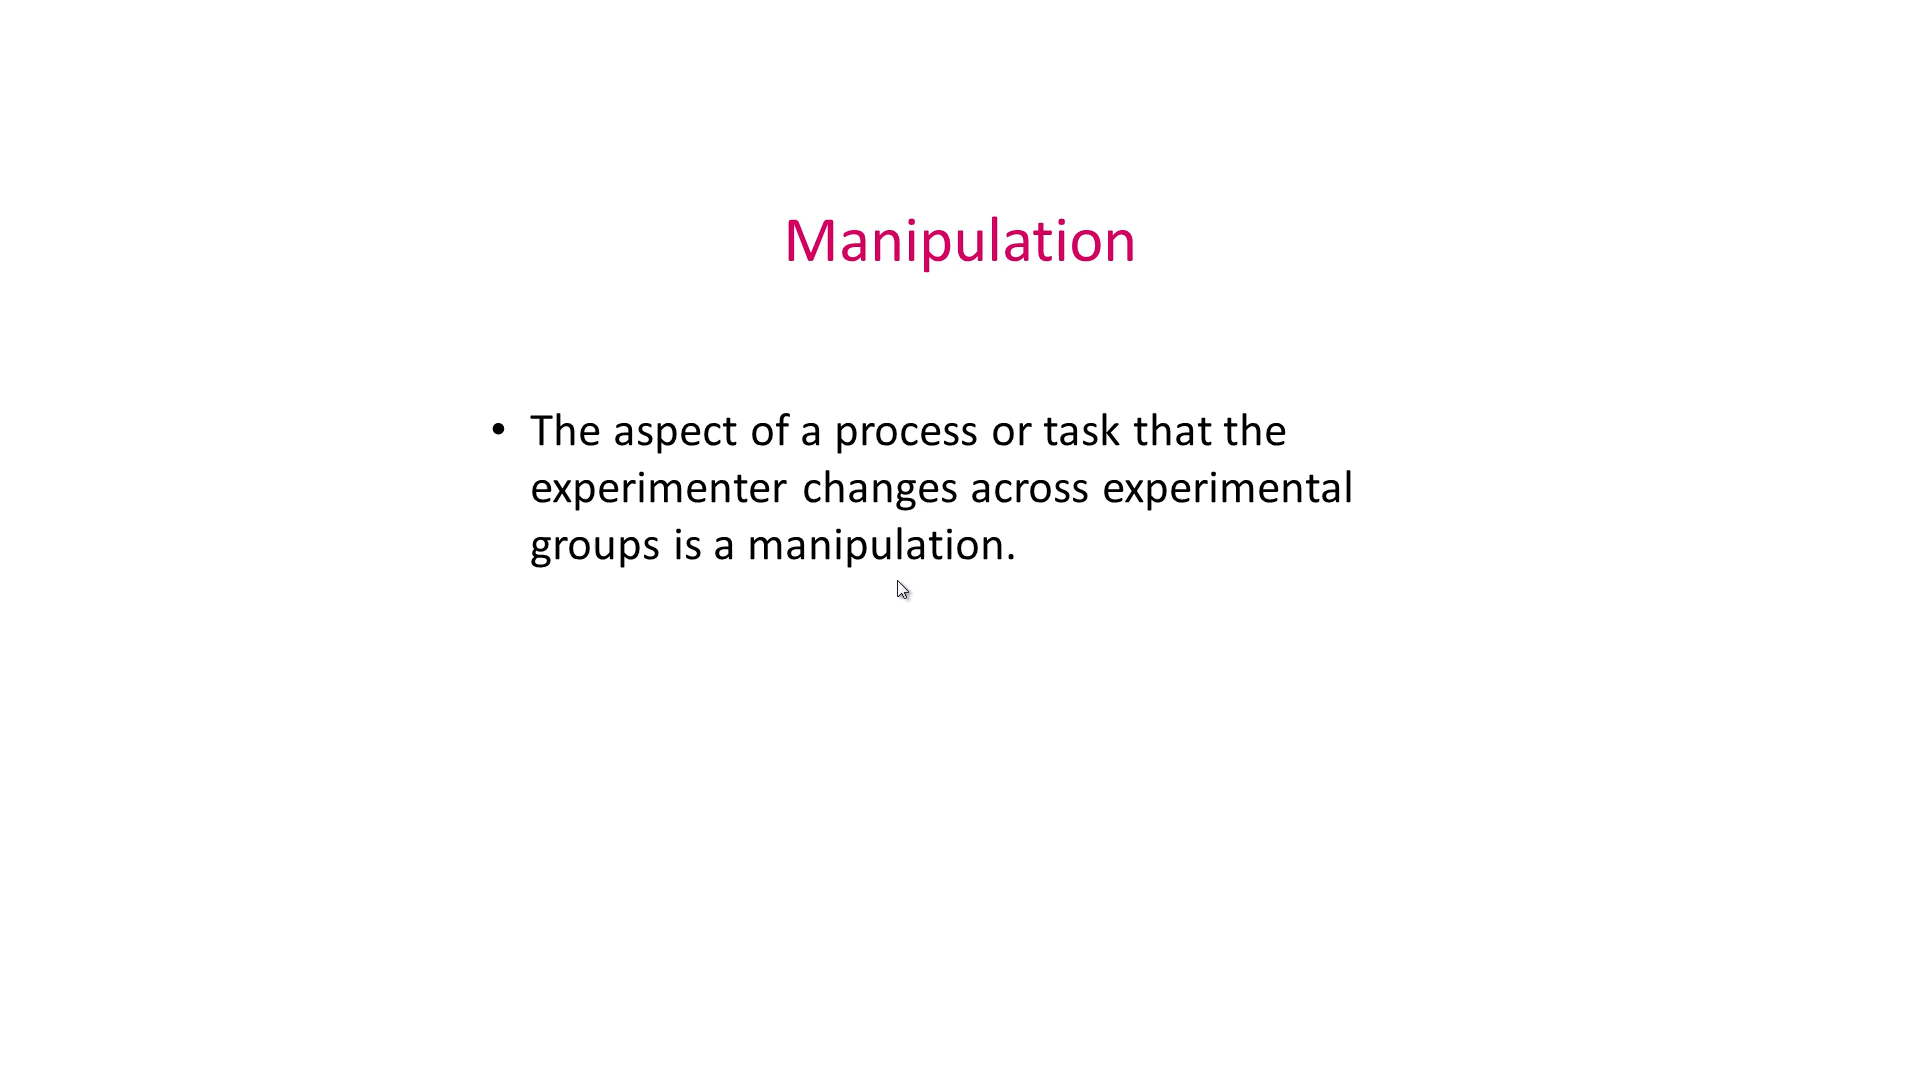 Manipulation
• The aspect of a process or task that the
experimenter changes across experimental
groups is a manipulation.